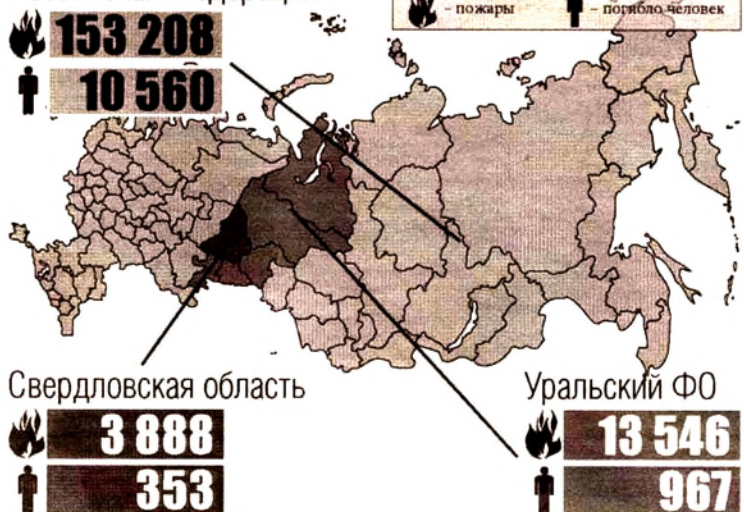 - пожары
- погибло человек
153 208
10 560
Свердловская область
3 888
353
Уральский ФО
13 546
967